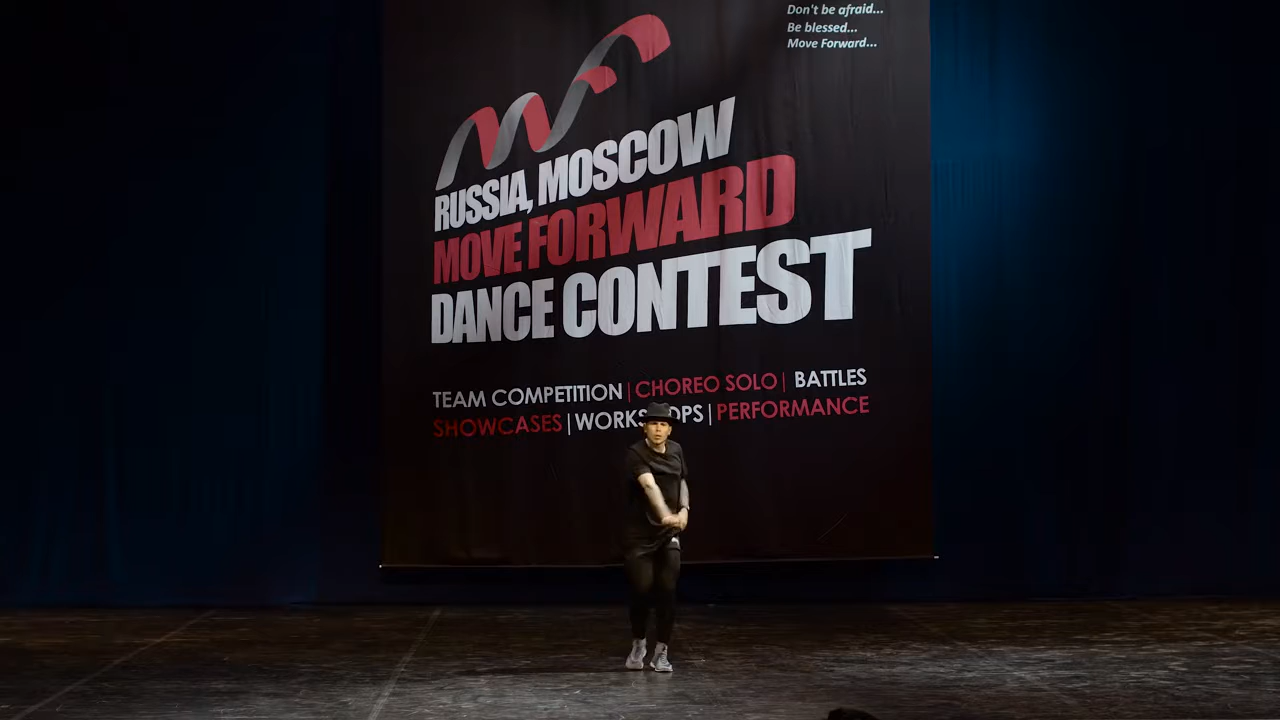 Don't be afraid...
Be blessed...
Move Forward...
RUSSIA, MOSCOW
MOVE FORWARD
DANCE CONTEST
TEAM COMPETITION | CHOREO SOLO | BATTLES
SHOWCASES | WORKSHOPS | PERFORMANCE